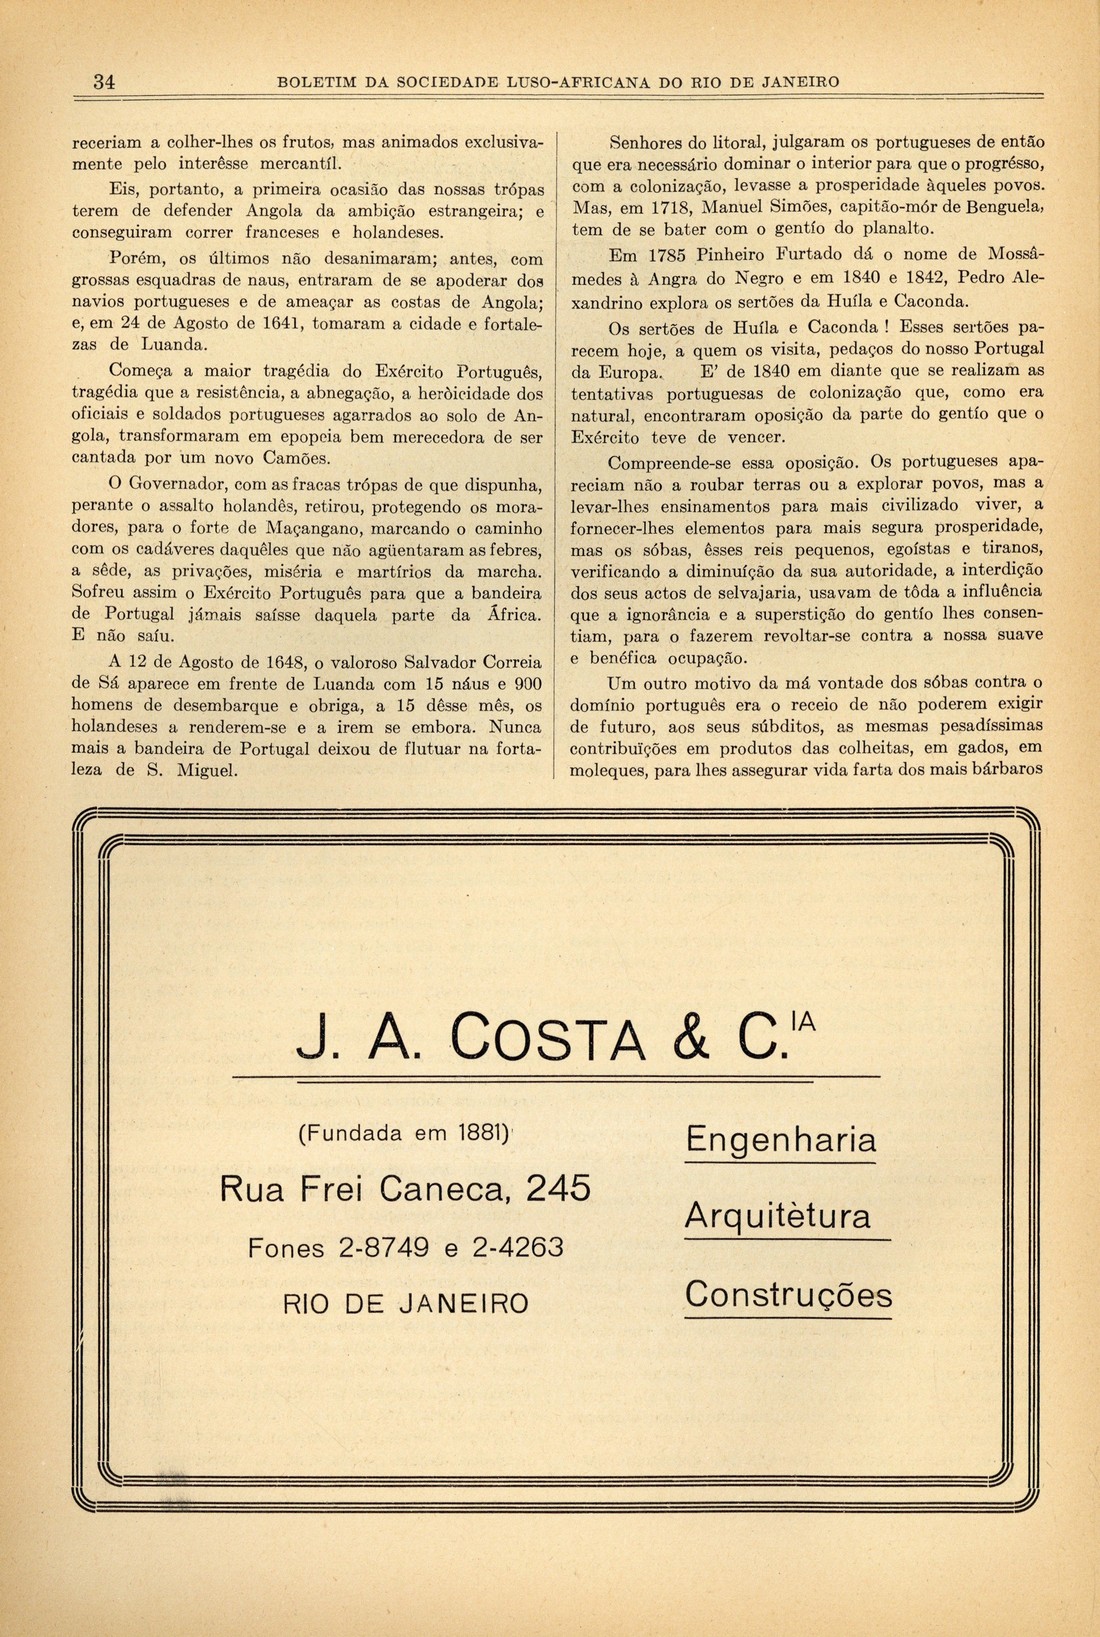 34
BOLETIM DA SOCIEDADE LUSO-AFRICANA DO RIO DE JANEIRO
receriam a colher-lhes os frutos, mas animados exclusiva-
mente pelo interêsse mercantíl.
Eis, portanto, a primeira ocasião das nossas trópas
terem de defender Angola da ambição estrangeira; e
conseguiram correr franceses e holandeses.
Porém, os últimos não desanimaram; antes, com
grossas esquadras de naus, entraram de se apoderar dos
navios portugueses e de ameaçar as costas de Angola;
e, em 24 de Agosto de 1641, tomaram a cidade e fortale-
zas de Luanda.
Começa a maior tragédia do Exército Português,
tragédia que a resistência, a abnegação, a heròicidade dos
oficiais e soldados portugueses agarrados ao solo de An-
gola, transformaram em epopeia bem merecedora de ser
cantada por um novo Camões.
O Governador, com as fracas trópas de que dispunha,
perante o assalto holandês, retirou, protegendo os mora-
dores, para o forte de Maçangano, marcando o caminho
com os cadáveres daquêles que não agüentaram as febres,
a sêde, as privações, miséria e martírios da marcha.
Sofreu assim o Exército Português para que a bandeira
de Portugal jámais saísse daquela parte da África.
E não saíu.
A 12 de Agosto de 1648, o valoroso Salvador Correia
de Sá aparece em frente de Luanda com 15 náus e 900
homens de desembarque e obriga, a 15 dêsse mês, os
holandeses a renderem-se e a irem se embora. Nunca
mais a bandeira de Portugal deixou de flutuar na forta-
leza de S. Miguel.
Senhores do litoral, julgaram os portugueses de então
que era necessário dominar o interior para que o progrésso,
com a colonização, levasse a prosperidade àqueles povos.
Mas, em 1718, Manuel Simões, capitão-mór de Benguela,
tem de se bater com o gentío do planalto.
Em 1785 Pinheiro Furtado dá o nome de Mossâ-
medes à Angra do Negro e em 1840 e 1842, Pedro Ale-
xandrino explora os sertões da Huíla e Caconda.
Os sertões de Huíla e Caconda ! Esses sertões pa-
recem hoje, a quem os visita, pedaços do nosso Portugal
da Europa. E' de 1840 em diante que se realizam as
tentativas portuguesas de colonização que, como era
natural, encontraram oposição da parte do gentío que o
Exército teve de vencer.
Compreende-se essa oposição. Os portugueses apa-
reciam não a roubar terras ou a explorar povos, mas a
levar-lhes ensinamentos para mais civilizado viver, a
fornecer-lhes elementos para mais segura prosperidade,
mas os sóbas, êsses reis pequenos, egoístas e tiranos,
verificando a diminuíção da sua autoridade, a interdição
dos seus actos de selvajaria, usavam de tôda a influência
que a ignorância e a superstição do gentío lhes consen-
tiam, para o fazerem revoltar-se contra a nossa suave
e benéfica ocupação.
Um outro motivo da má vontade dos sóbas contra o
domínio português era o receio de não poderem exigir
de futuro, aos seus súbditos, as mesmas pesadíssimas
contribuïções em produtos das colheitas, em gados, em
moleques, para lhes assegurar vida farta dos mais bárbaros
J. A. COSTA & C.IA
(Fundada em 1881)
Rua Frei Caneca, 245
Fones 2-8749 e 2-4263
RIO DE JANEIRO
Engenharia
Arquitètura
Construções